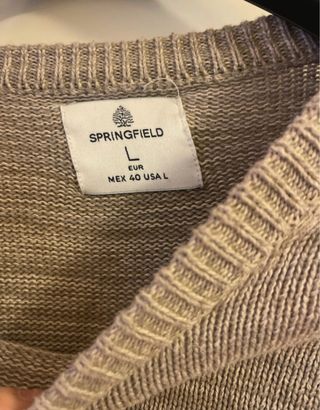 SPRINGFIELD
L
EUR
MEX 40 USA L